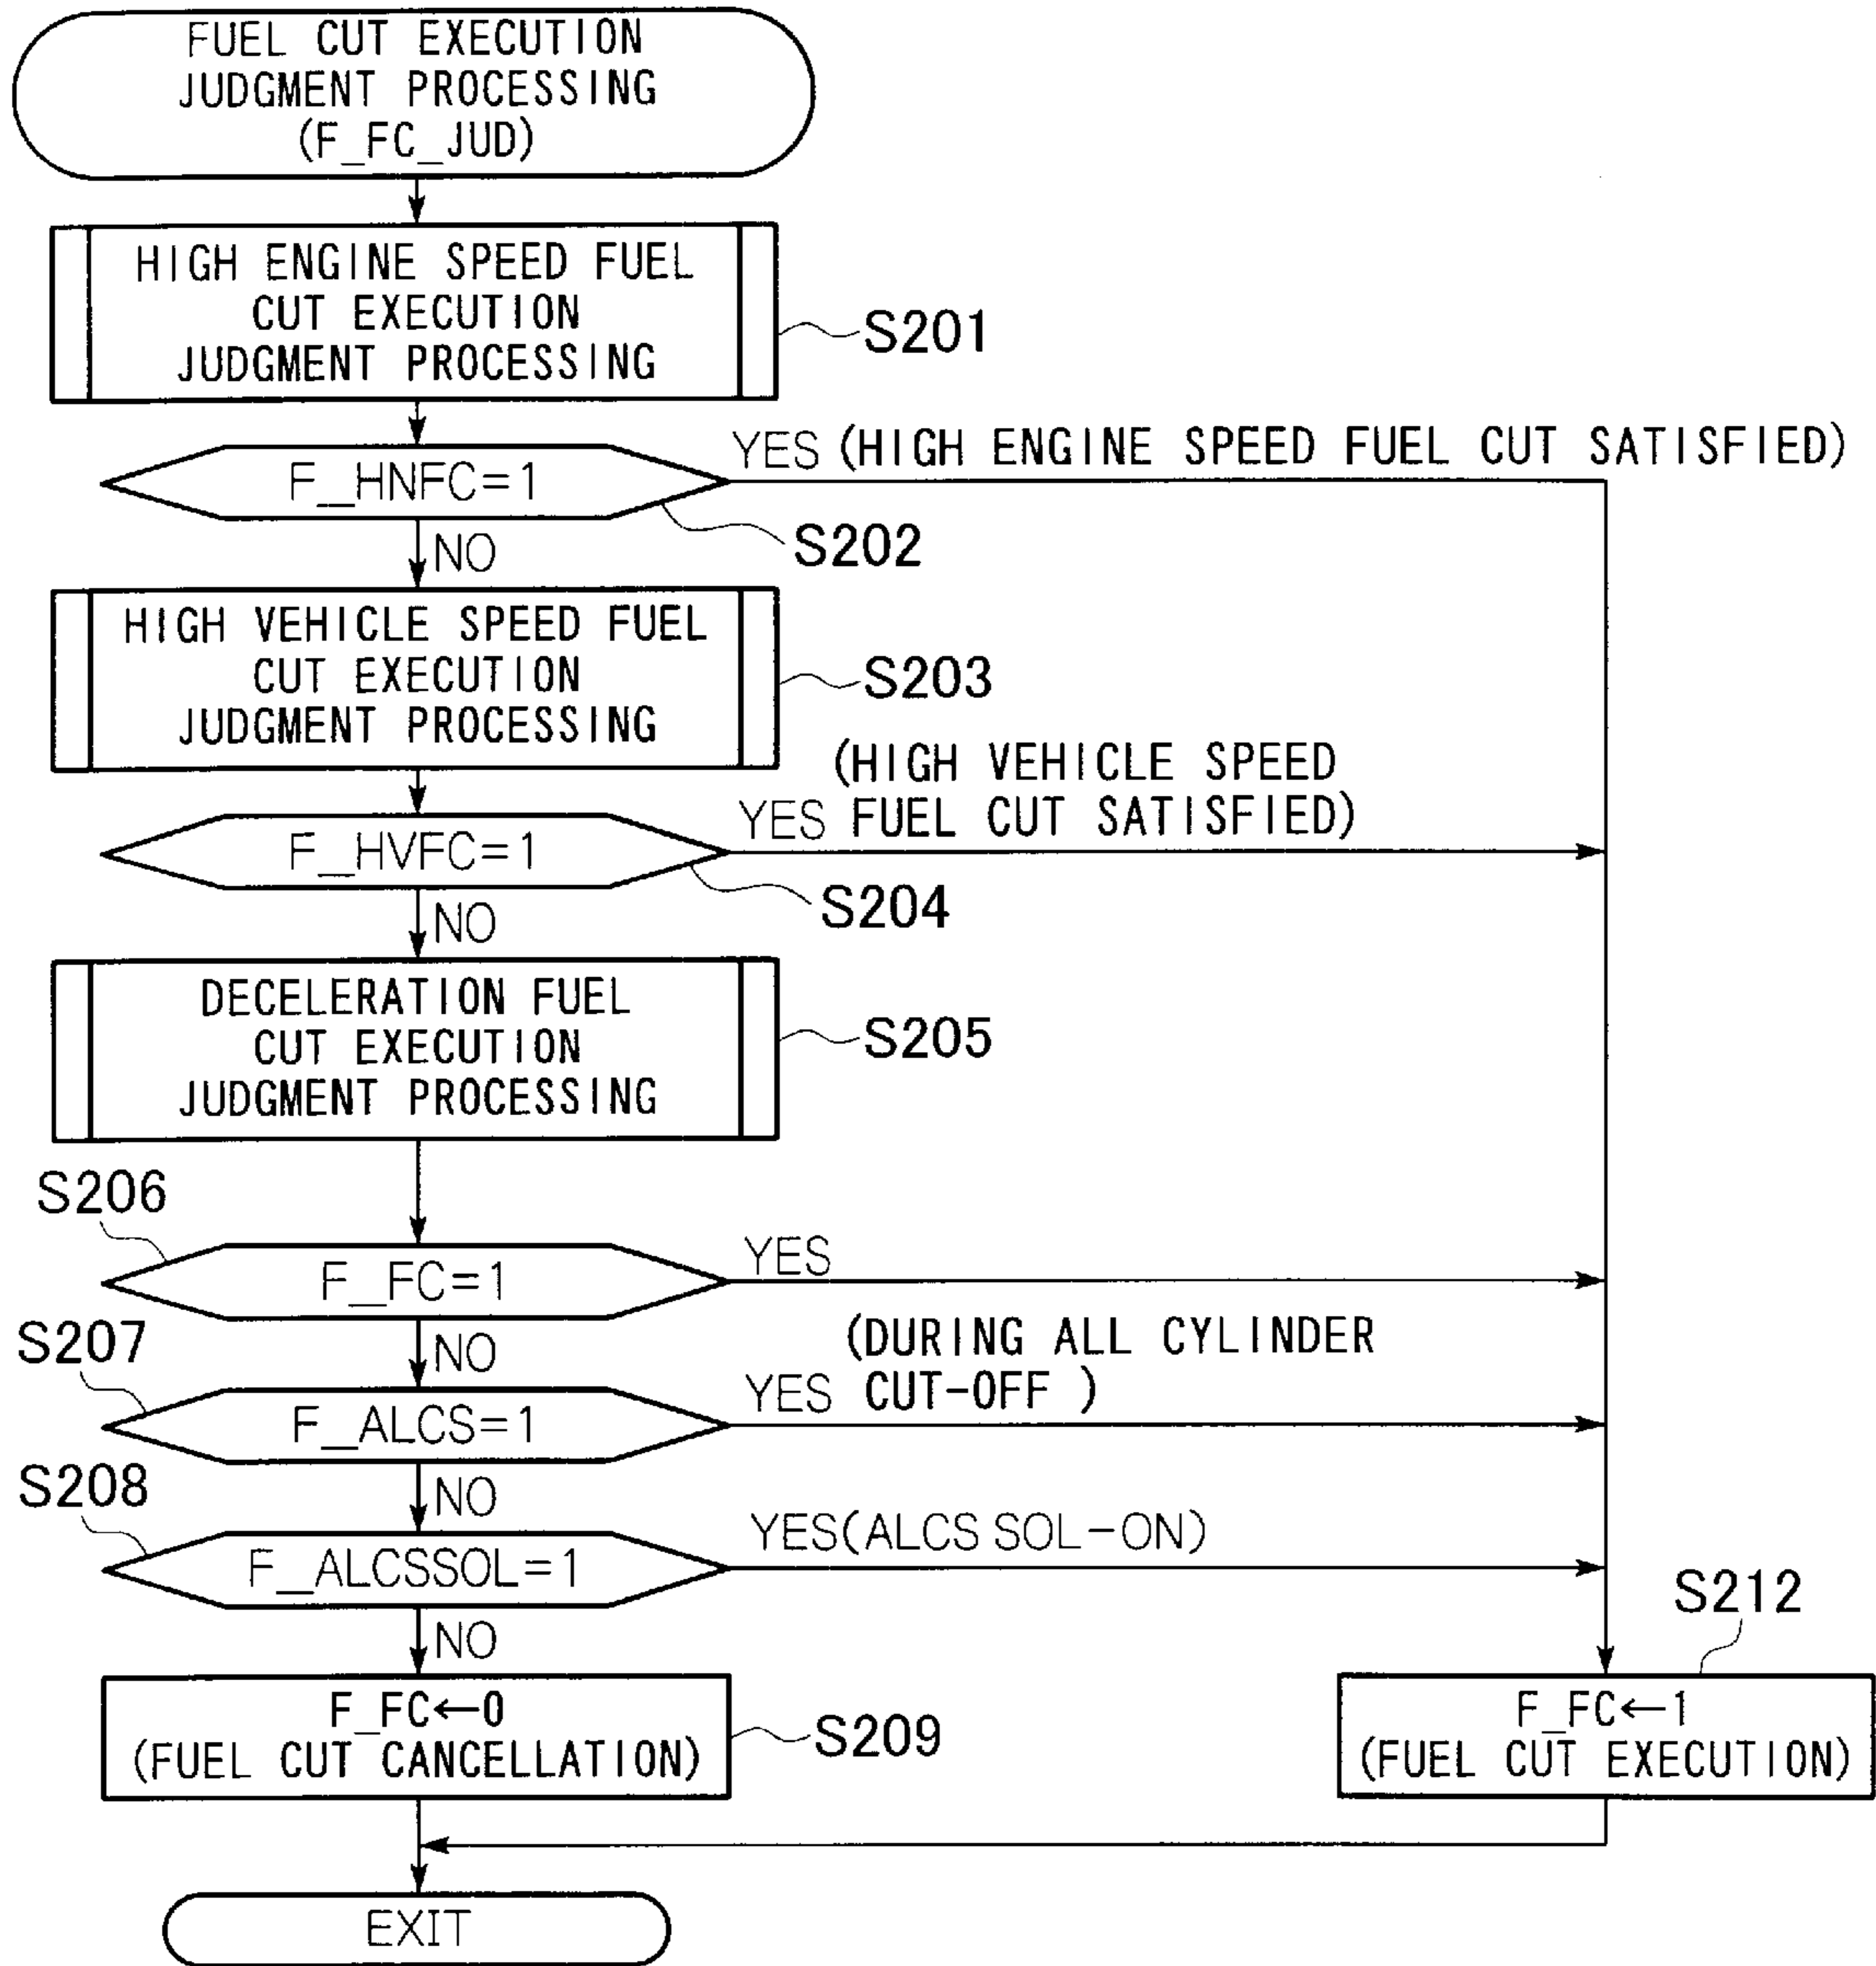 FUEL CUT EXECUTION
JUDGMENT PROCESSING
(F_FC_JUD)
HIGH ENGINE SPEED FUEL
CUT EXECUTION
JUDGMENT PROCESSING
S201
F_HNFC=1
YES (HIGH ENGINE SPEED FUEL CUT SATISFIED)
S202
NO
HIGH VEHICLE SPEED FUEL
CUT EXECUTION
JUDGMENT PROCESSING
S203
(HIGH VEHICLE SPEED
YES FUEL CUT SATISFIED)
F_HVFC=1
S204
NO
DECELERATION FUEL
CUT EXECUTION
JUDGMENT PROCESSING
S205
S206
F_FC=1
YES
NO
S207
(DURING ALL CYLINDER
YES CUT-OFF )
F_ALCS=1
NO
S208
F_ALCSSOL=1
YES(ALCS SOL-ON)
NO
S212
F_FC←0
(FUEL CUT CANCELLATION)
S209
F_FC←1
(FUEL CUT EXECUTION)
EXIT